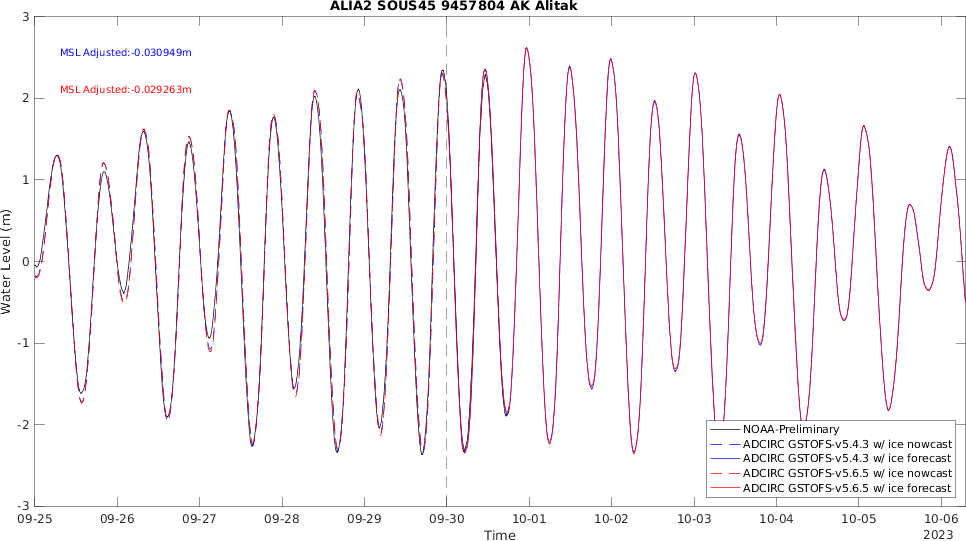 ALIA2 SOUS45 9457804 AK Alitak
MSL Adjusted:-0.030949m
MSL Adjusted:-0.029263m
3
2
1
0
-1
-2
-3
Water Level (m)
NOAA-Preliminary
ADCIRC GSTOFS-v5.4.3 w/ ice nowcast
ADCIRC GSTOFS-v5.4.3 w/ ice forecast
ADCIRC GSTOFS-v5.6.5 w/ ice nowcast
ADCIRC GSTOFS-v5.6.5 w/ ice forecast
09-25 09-26 09-27 09-28 09-29 09-30 10-01 10-02 10-03 10-04 10-05 10-06
2023
Time